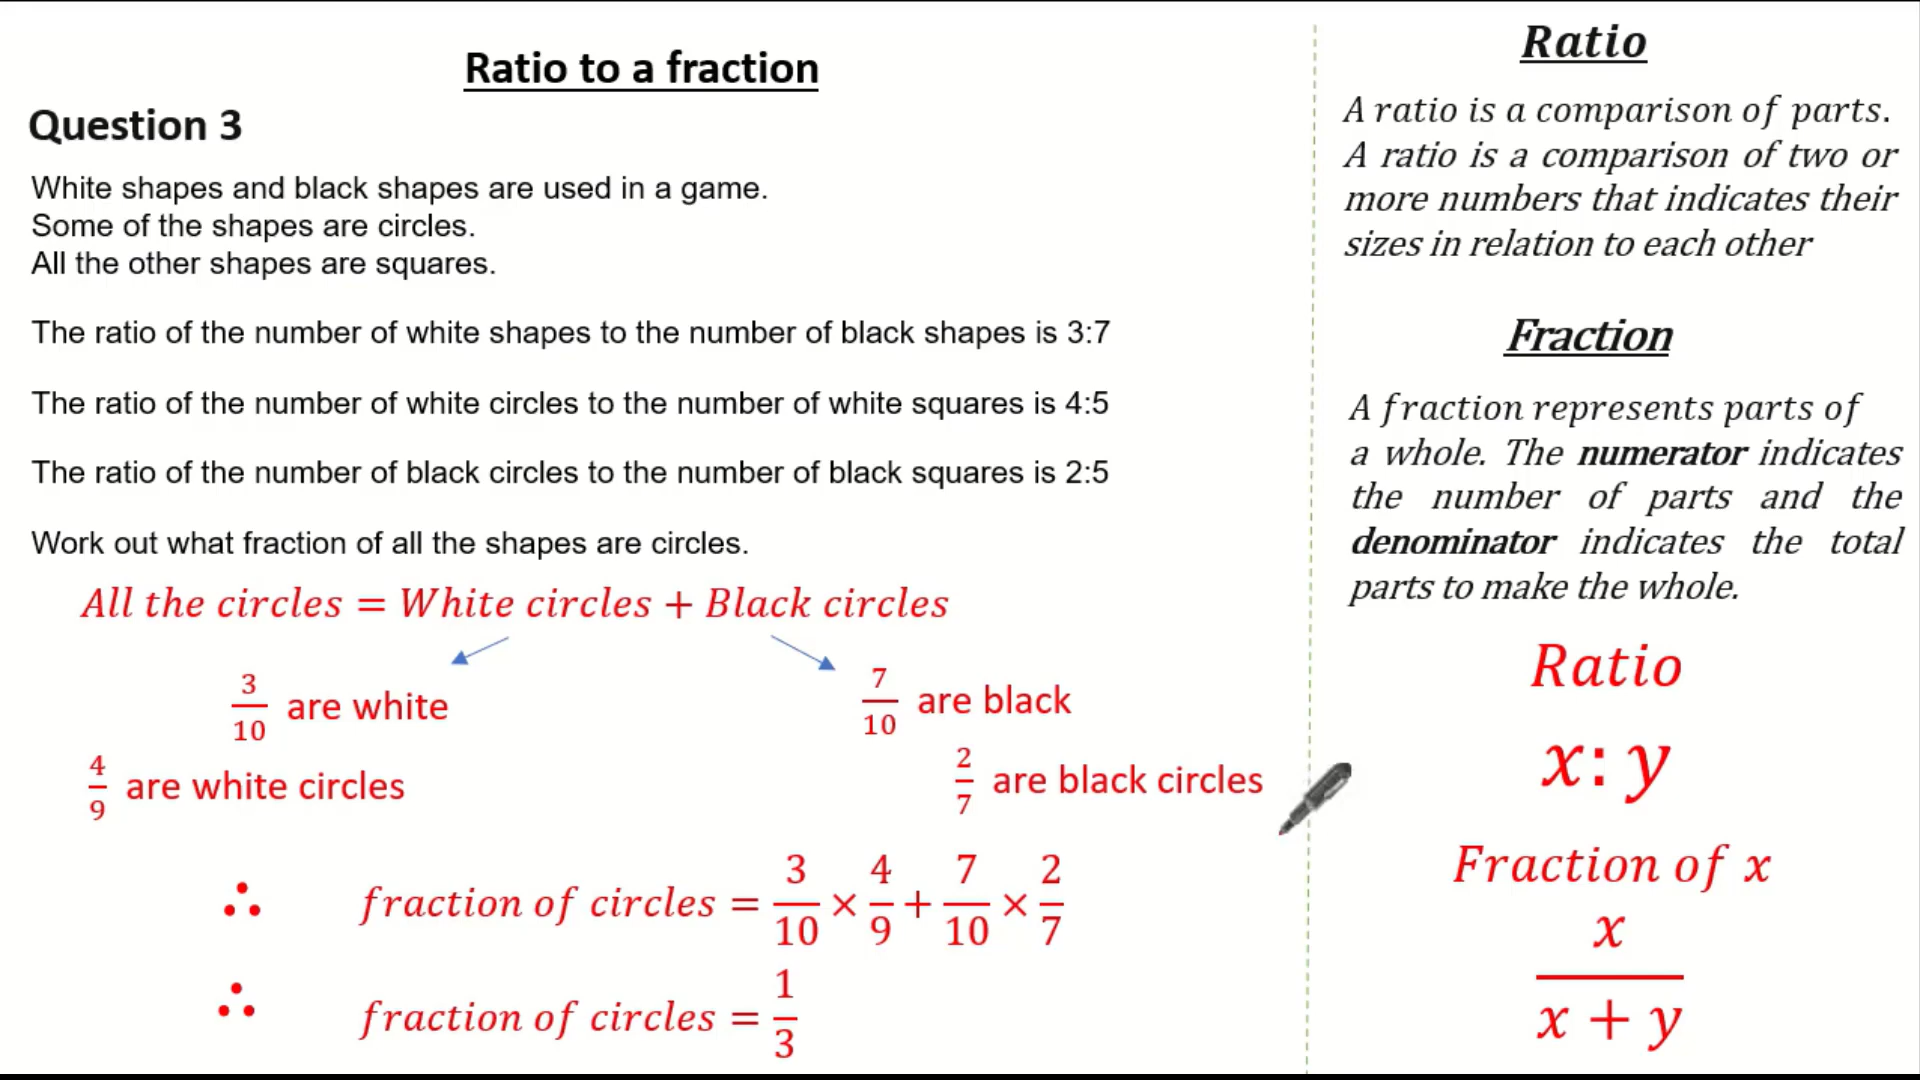 Ratio to a fraction
Question 3
White shapes and black shapes are used in a game.
Some of the shapes are circles.
All the other shapes are squares.
The ratio of the number of white shapes to the number of black shapes is 3:7
The ratio of the number of white circles to the number of white squares is 4:5
The ratio of the number of black circles to the number of black squares is 2:5
Work out what fraction of all the shapes are circles.
All the circles = White circles + Black circles
3/10 are white
7/10 are black
4/9 are white circles
2/7 are black circles
∴ fraction of circles = 3/10 × 4/9 + 7/10 × 2/7
∴ fraction of circles = 1/3
Ratio
A ratio is a comparison of parts.
A ratio is a comparison of two or
more numbers that indicates their
sizes in relation to each other
Fraction
A fraction represents parts of
a whole. The numerator indicates
the number of parts and the
denominator indicates the total
parts to make the whole.
Ratio
x: y
Fraction of x
x
x + y